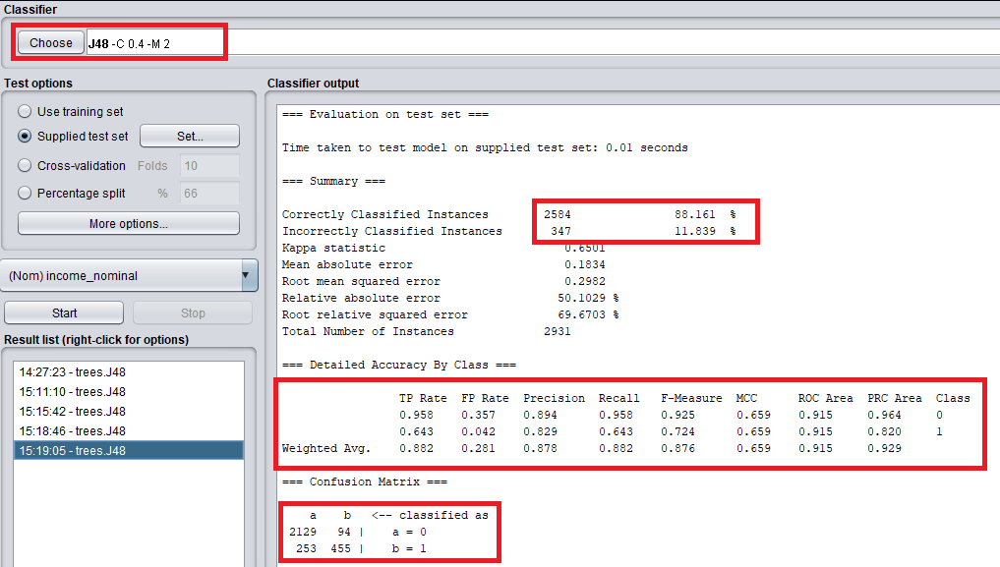 Classifier
Choose J48 -C 0.4 -M 2
Test options
Use training set
Supplied test set Set...
Cross-validation Folds 10
Percentage split % 66
More options...
(Nom) income_nominal
Start Stop
Result list (right-click for options)
14:27:23 - trees.J48
15:11:10 - trees.J48
15:15:42 - trees.J48
15:18:46 - trees.J48
15:19:05 - trees.J48
Classifier output
=== Evaluation on test set ===
Time taken to test model on supplied test set: 0.01 seconds
=== Summary ===
Correctly Classified Instances 2584 88.161 %
Incorrectly Classified Instances 347 11.839 %
Kappa statistic 0.6501
Mean absolute error 0.1834
Root mean squared error 0.2982
Relative absolute error 50.1029 %
Root relative squared error 69.6703 %
Total Number of Instances 2931
=== Detailed Accuracy By Class ===
TP Rate FP Rate Precision Recall F-Measure MCC ROC Area PRC Area Class
0.958 0.357 0.894 0.958 0.925 0.659 0.915 0.964 0
0.643 0.042 0.829 0.643 0.724 0.659 0.915 0.820 1
Weighted Avg. 0.882 0.281 0.878 0.882 0.876 0.659 0.915 0.929
=== Confusion Matrix ===
a b <-- classified as
2129 94 | a = 0
253 455 | b = 1